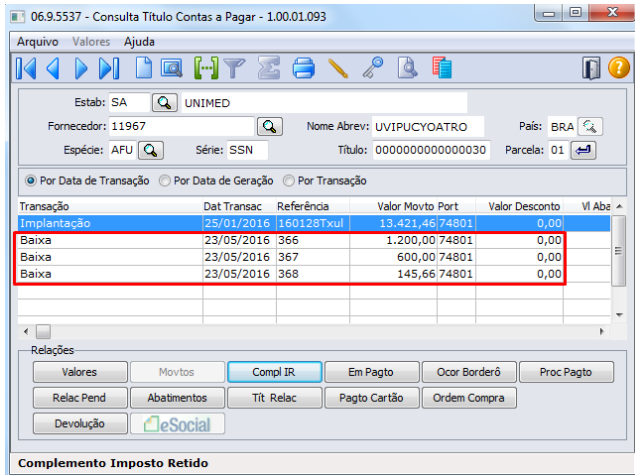 06.9.5537 - Consulta Título Contas a Pagar - 1.00.01.093
Arquivo Valores Ajuda
Estab: SA UNIMED
Fornecedor: 11967 Nome Abrev: UVIPUCYOATRO País: BRA
Espécie: AFU Série: SSN Título: 0000000000000030 Parcela: 01
Por Data de Transação Por Data de Geração Por Transação
Transação Dat Transac Referência Valor Movto Port Valor Desconto Vl Aba
Implantação 25/01/2016 160128Txul 13.421,46 74801 0,00
Baixa 23/05/2016 366 1.200,00 74801 0,00
Baixa 23/05/2016 367 600,00 74801 0,00
Baixa 23/05/2016 368 145,66 74801 0,00
Relações
Valores Movtos Compl IR Em Pagto Ocor Borderô Proc Pagto
Relac Pend Abatimentos Tít Relac Pagto Cartão Ordem Compra
Devolução eSocial
Complemento Imposto Retido